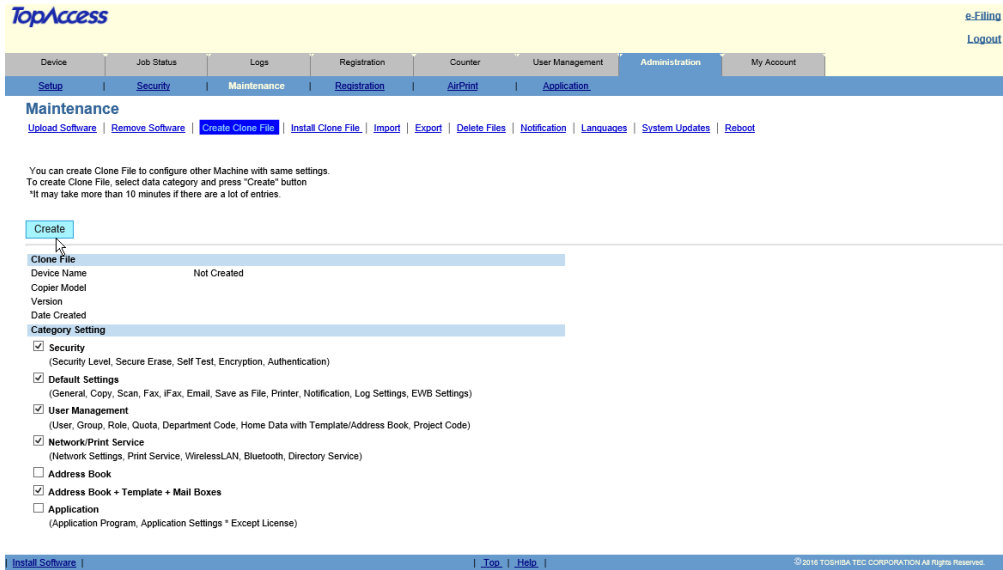 TopAccess
e-Filing
Logout
Device Job Status Logs Registration Counter User Management Administration My Account
Setup | Security | Maintenance | Registration | AirPrint | Application
Maintenance
Upload Software | Remove Software | Create Clone File | Install Clone File | Import | Export | Delete Files | Notification | Languages | System Updates | Reboot
You can create Clone File to configure other Machine with same settings.
To create Clone File, select data category and press "Create" button
*It may take more than 10 minutes if there are a lot of entries.
Create
Clone File
Device Name Not Created
Copier Model
Version
Date Created
Category Setting
Security
(Security Level, Secure Erase, Self Test, Encryption, Authentication)
Default Settings
(General, Copy, Scan, Fax, iFax, Email, Save as File, Printer, Notification, Log Settings, EWB Settings)
User Management
(User, Group, Role, Quota, Department Code, Home Data with Template/Address Book, Project Code)
Network/Print Service
(Network Settings, Print Service, WirelessLAN, Bluetooth, Directory Service)
Address Book
Address Book + Template + Mail Boxes
Application
(Application Program, Application Settings * Except License)
| Install Software | | Top | Help | ©2016 TOSHIBA TEC CORPORATION All Rights Reserved.